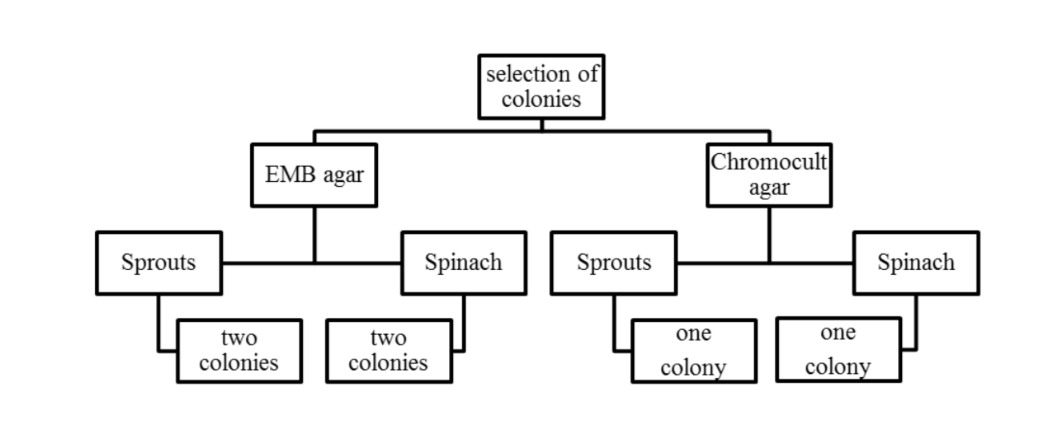 selection of
colonies
EMB agar
Chromocult
agar
Sprouts
Spinach
Sprouts
Spinach
two
colonies
two
colonies
one
colony
one
colony